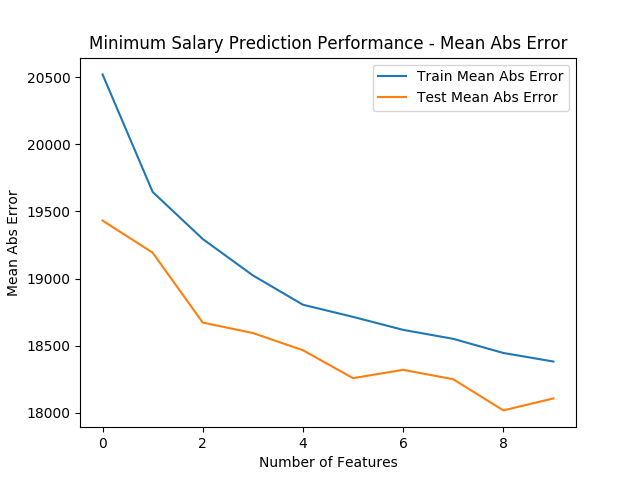 Minimum Salary Prediction Performance - Mean Abs Error
Train Mean Abs Error
Test Mean Abs Error
20500
20000
19500
19000
18500
18000
Mean Abs Error
0 2 4 6 8
Number of Features